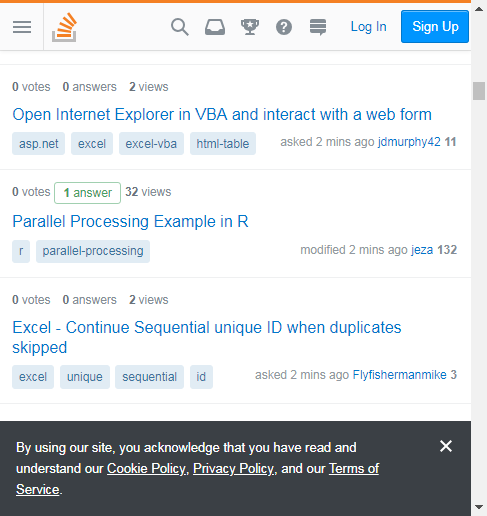 Log In Sign Up
0 votes 0 answers 2 views
Open Internet Explorer in VBA and interact with a web form
asp.net excel excel-vba html-table asked 2 mins ago jdmurphy42 11
0 votes 1 answer 32 views
Parallel Processing Example in R
r parallel-processing modified 2 mins ago jeza 132
0 votes 0 answers 2 views
Excel - Continue Sequential unique ID when duplicates
skipped
excel unique sequential id asked 2 mins ago Flyfishermanmike 3
By using our site, you acknowledge that you have read and
understand our Cookie Policy, Privacy Policy, and our Terms of
Service.